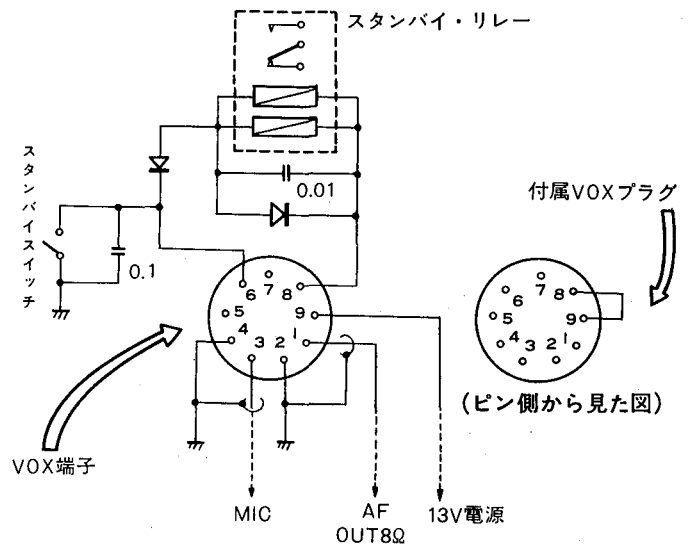 スタンバイ・リレー
0.01
スタンバイスイッチ
0.1
付属VOXプラグ
7
6
8
5
9
4
3
2
1
7
6
8
5
9
4
3
2
1
(ピン側から見た図)
VOX端子
MIC
AF
OUT8Ω
13V電源